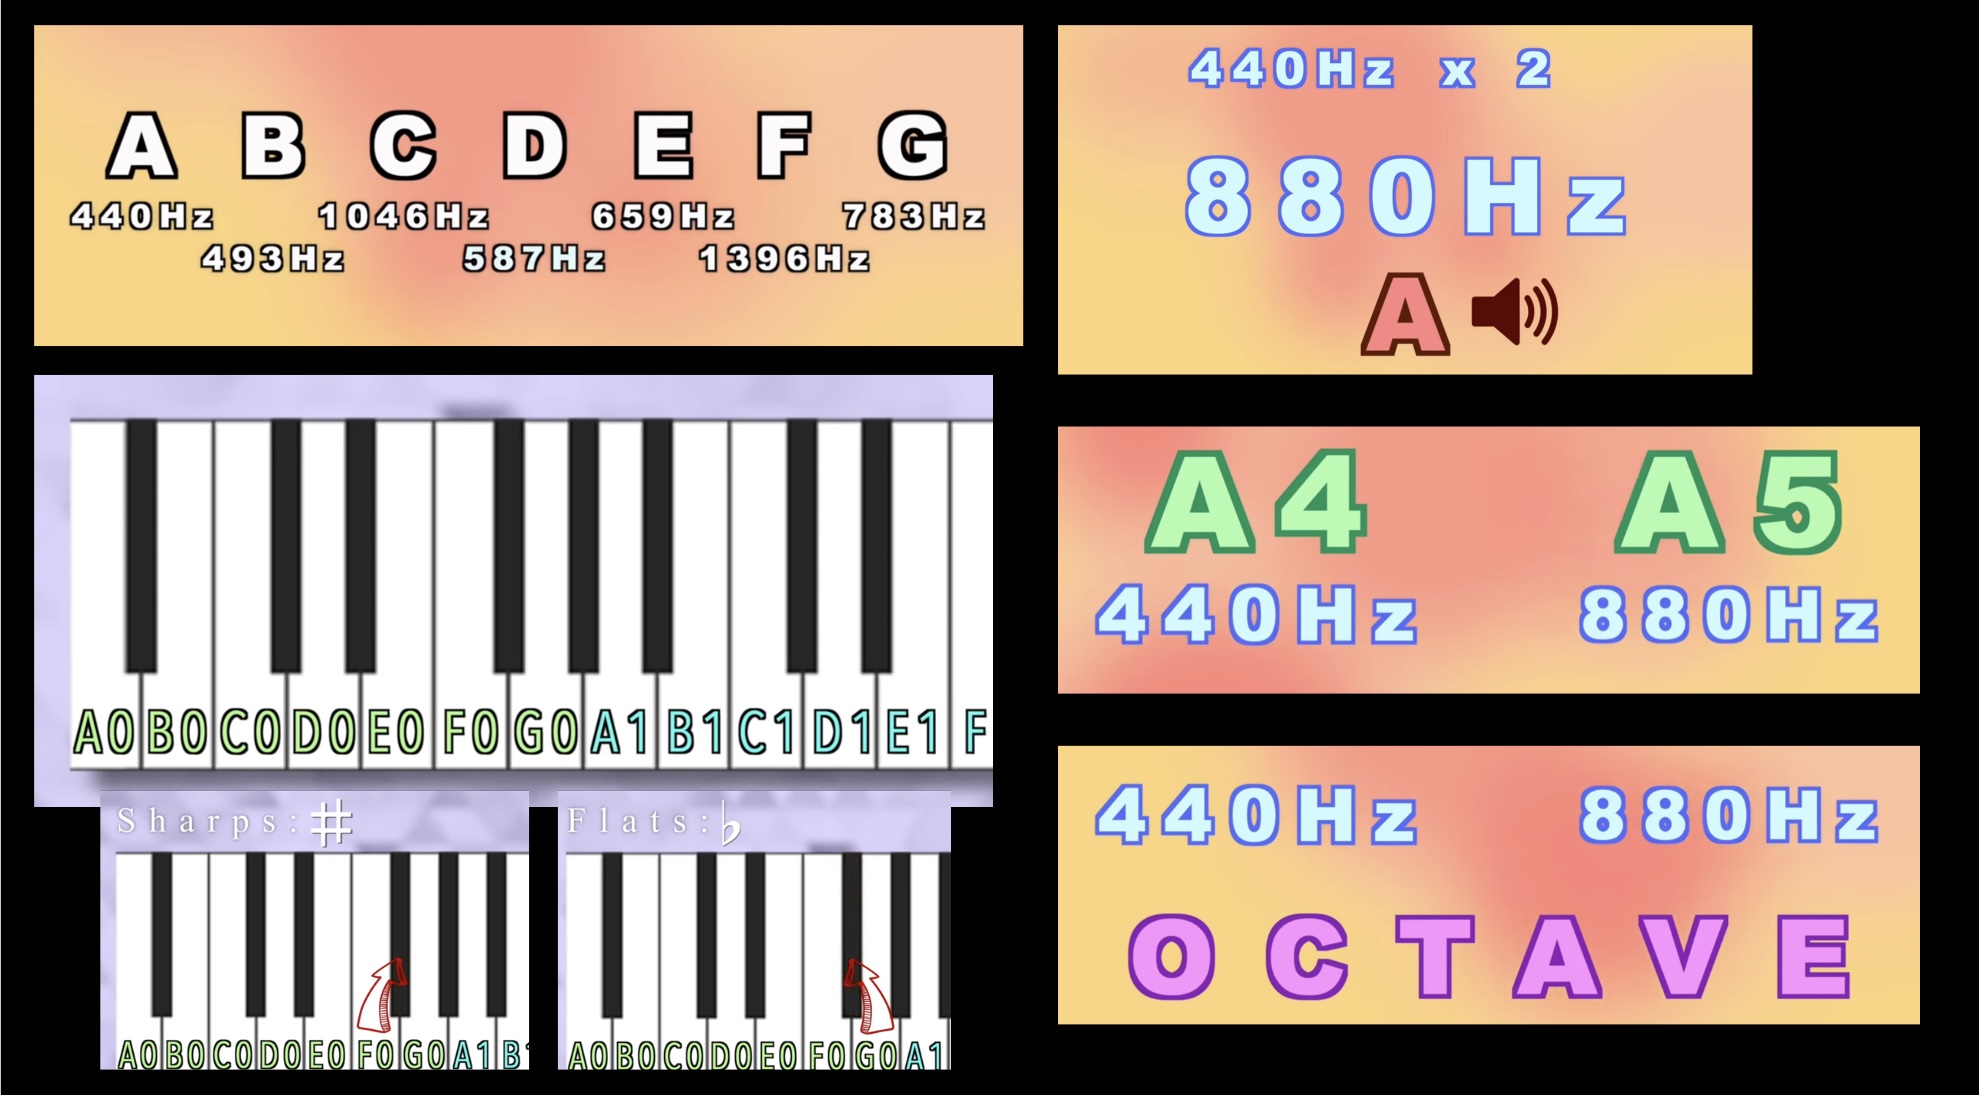 A B C D E F G
440Hz 1046Hz 659Hz 783Hz
493Hz 587Hz 1396Hz
440Hz x 2
880Hz
A
A4 A5
440Hz 880Hz
440Hz 880Hz
OCTAVE
A0 B0 C0 D0 E0 F0 G0 A1 B1 C1 D1 E1 F
Sharps:♯
A0 B0 C0 D0 E0 F0 G0 A1 B1
Flats:♭
A0 B0 C0 D0 E0 F0 G0 A1